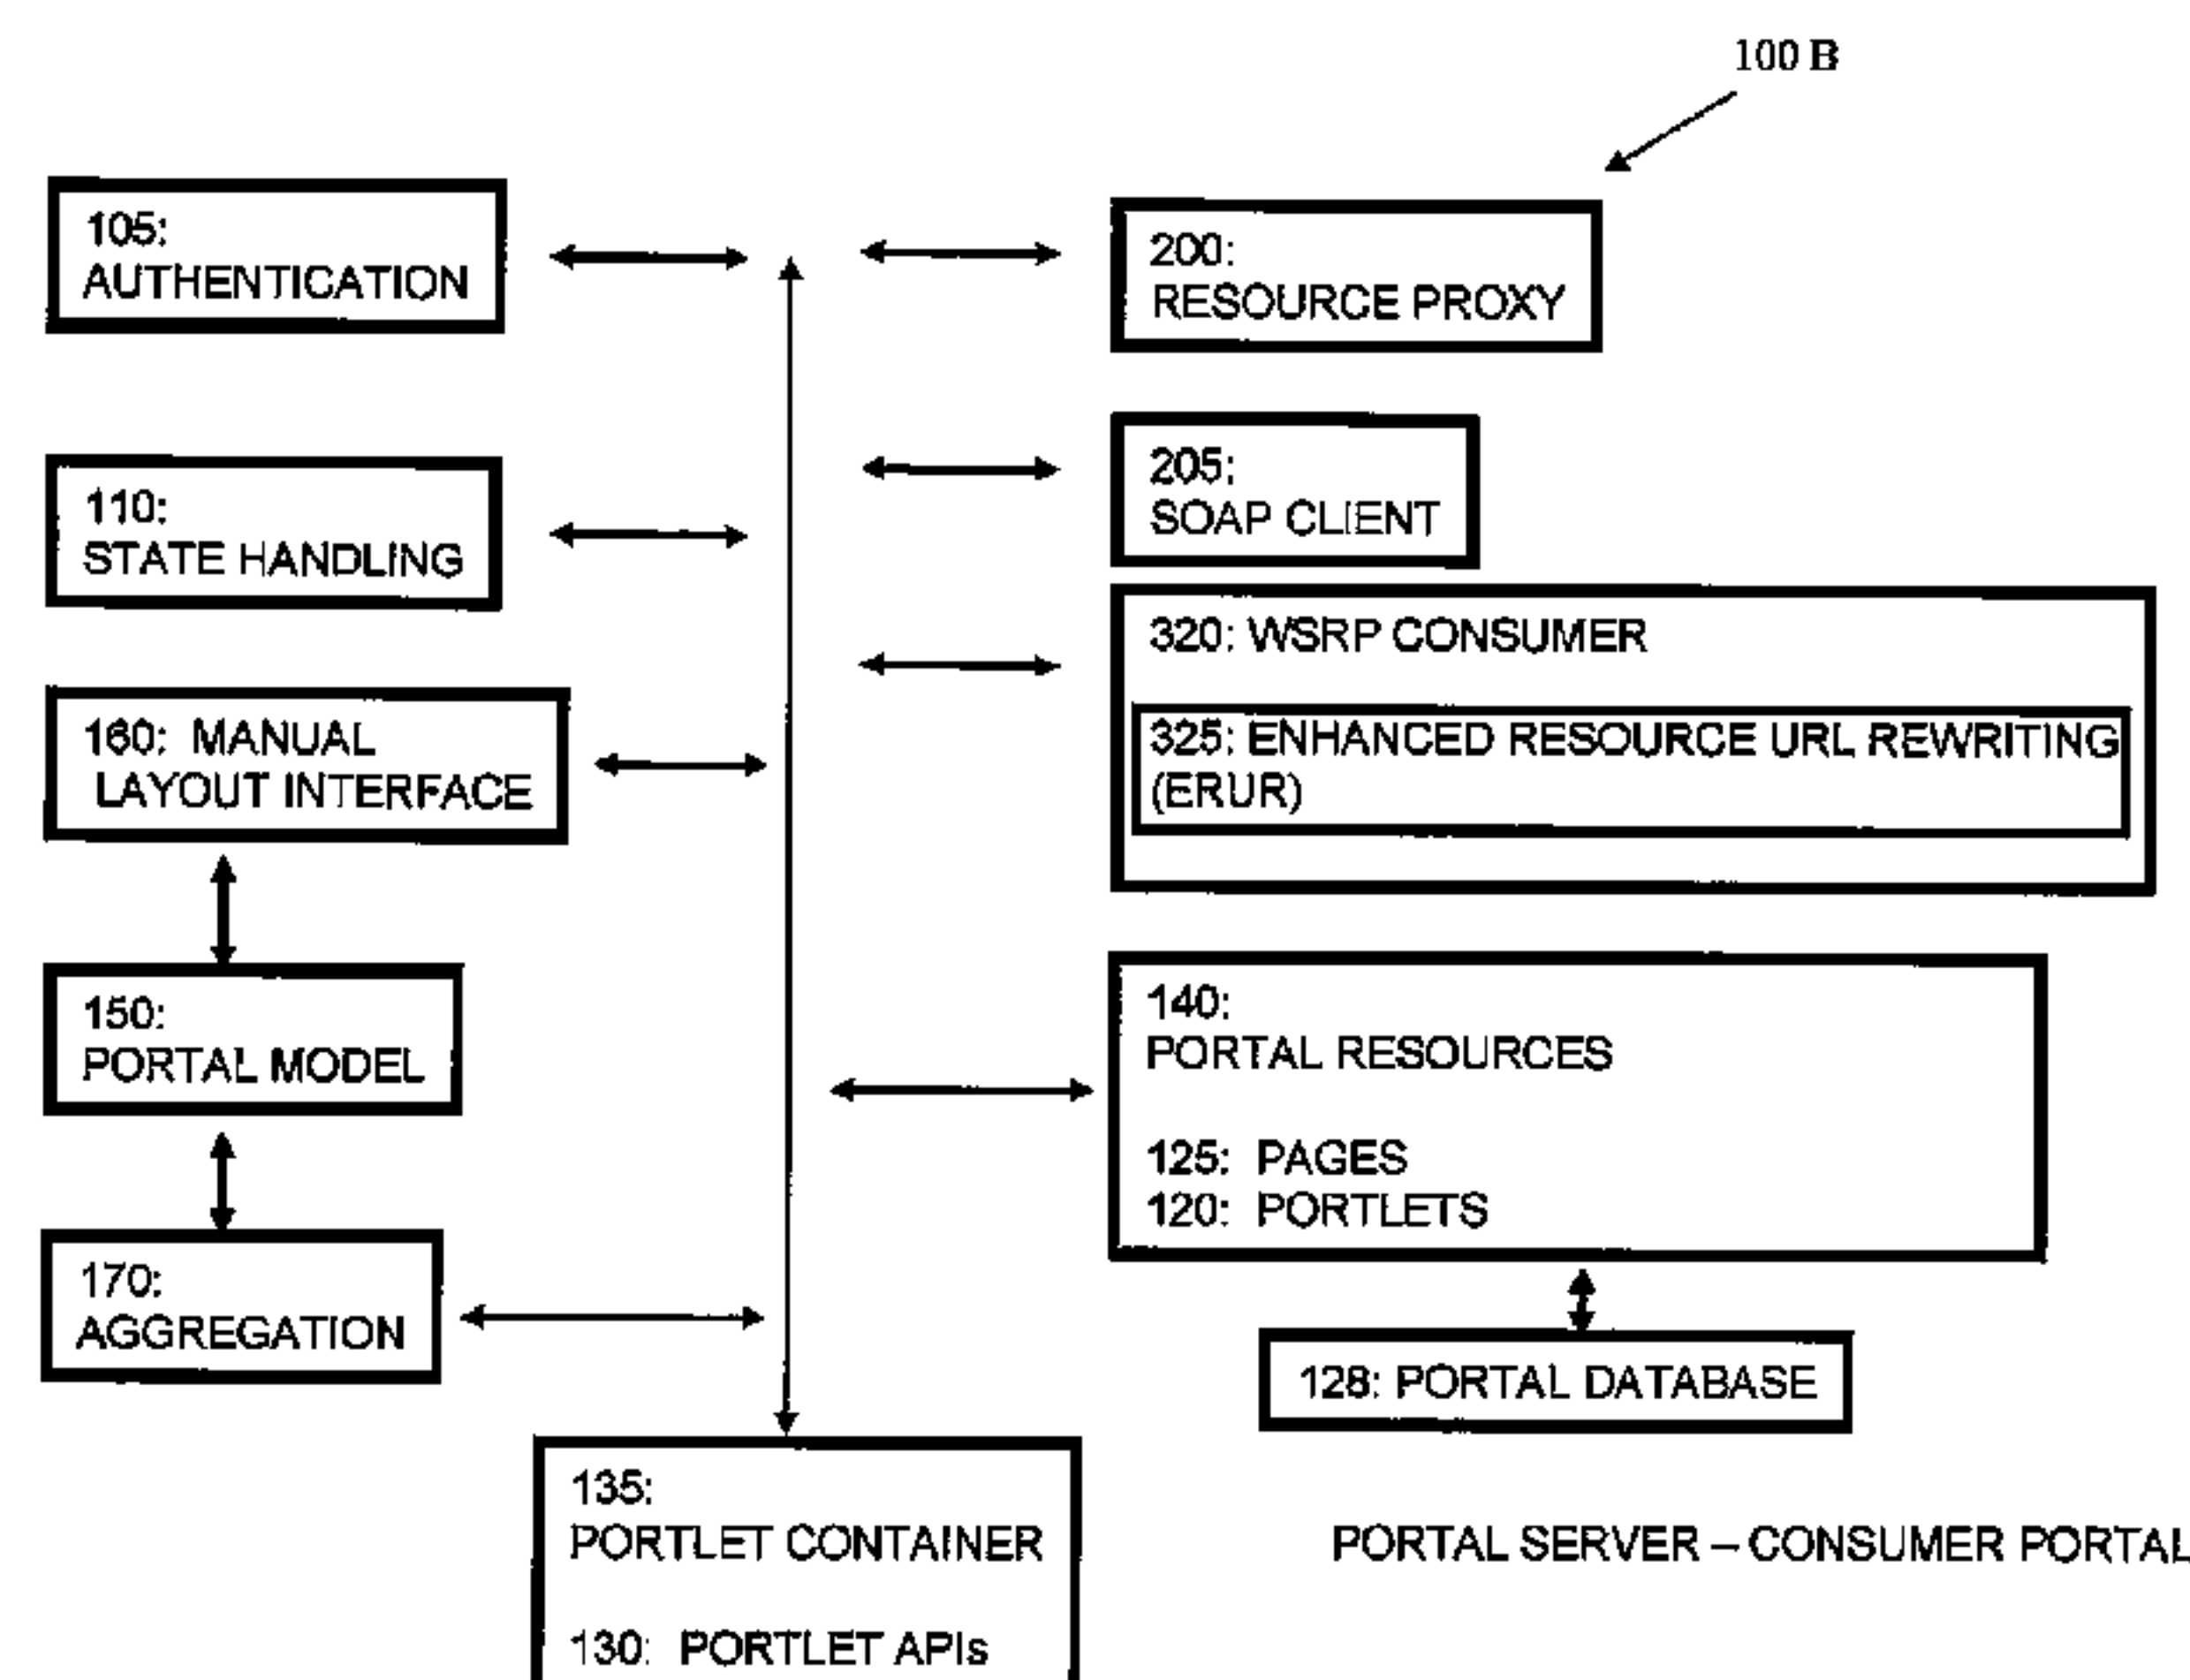 100 B
105:
AUTHENTICATION
200:
RESOURCE PROXY
110:
STATE HANDLING
205:
SOAP CLIENT
160: MANUAL
LAYOUT INTERFACE
320: WSRP CONSUMER
325: ENHANCED RESOURCE URL REWRITING
(ERUR)
150:
PORTAL MODEL
140:
PORTAL RESOURCES
125: PAGES
120: PORTLETS
170:
AGGREGATION
128: PORTAL DATABASE
135:
PORTLET CONTAINER
130: PORTLET APIs
PORTAL SERVER – CONSUMER PORTAL